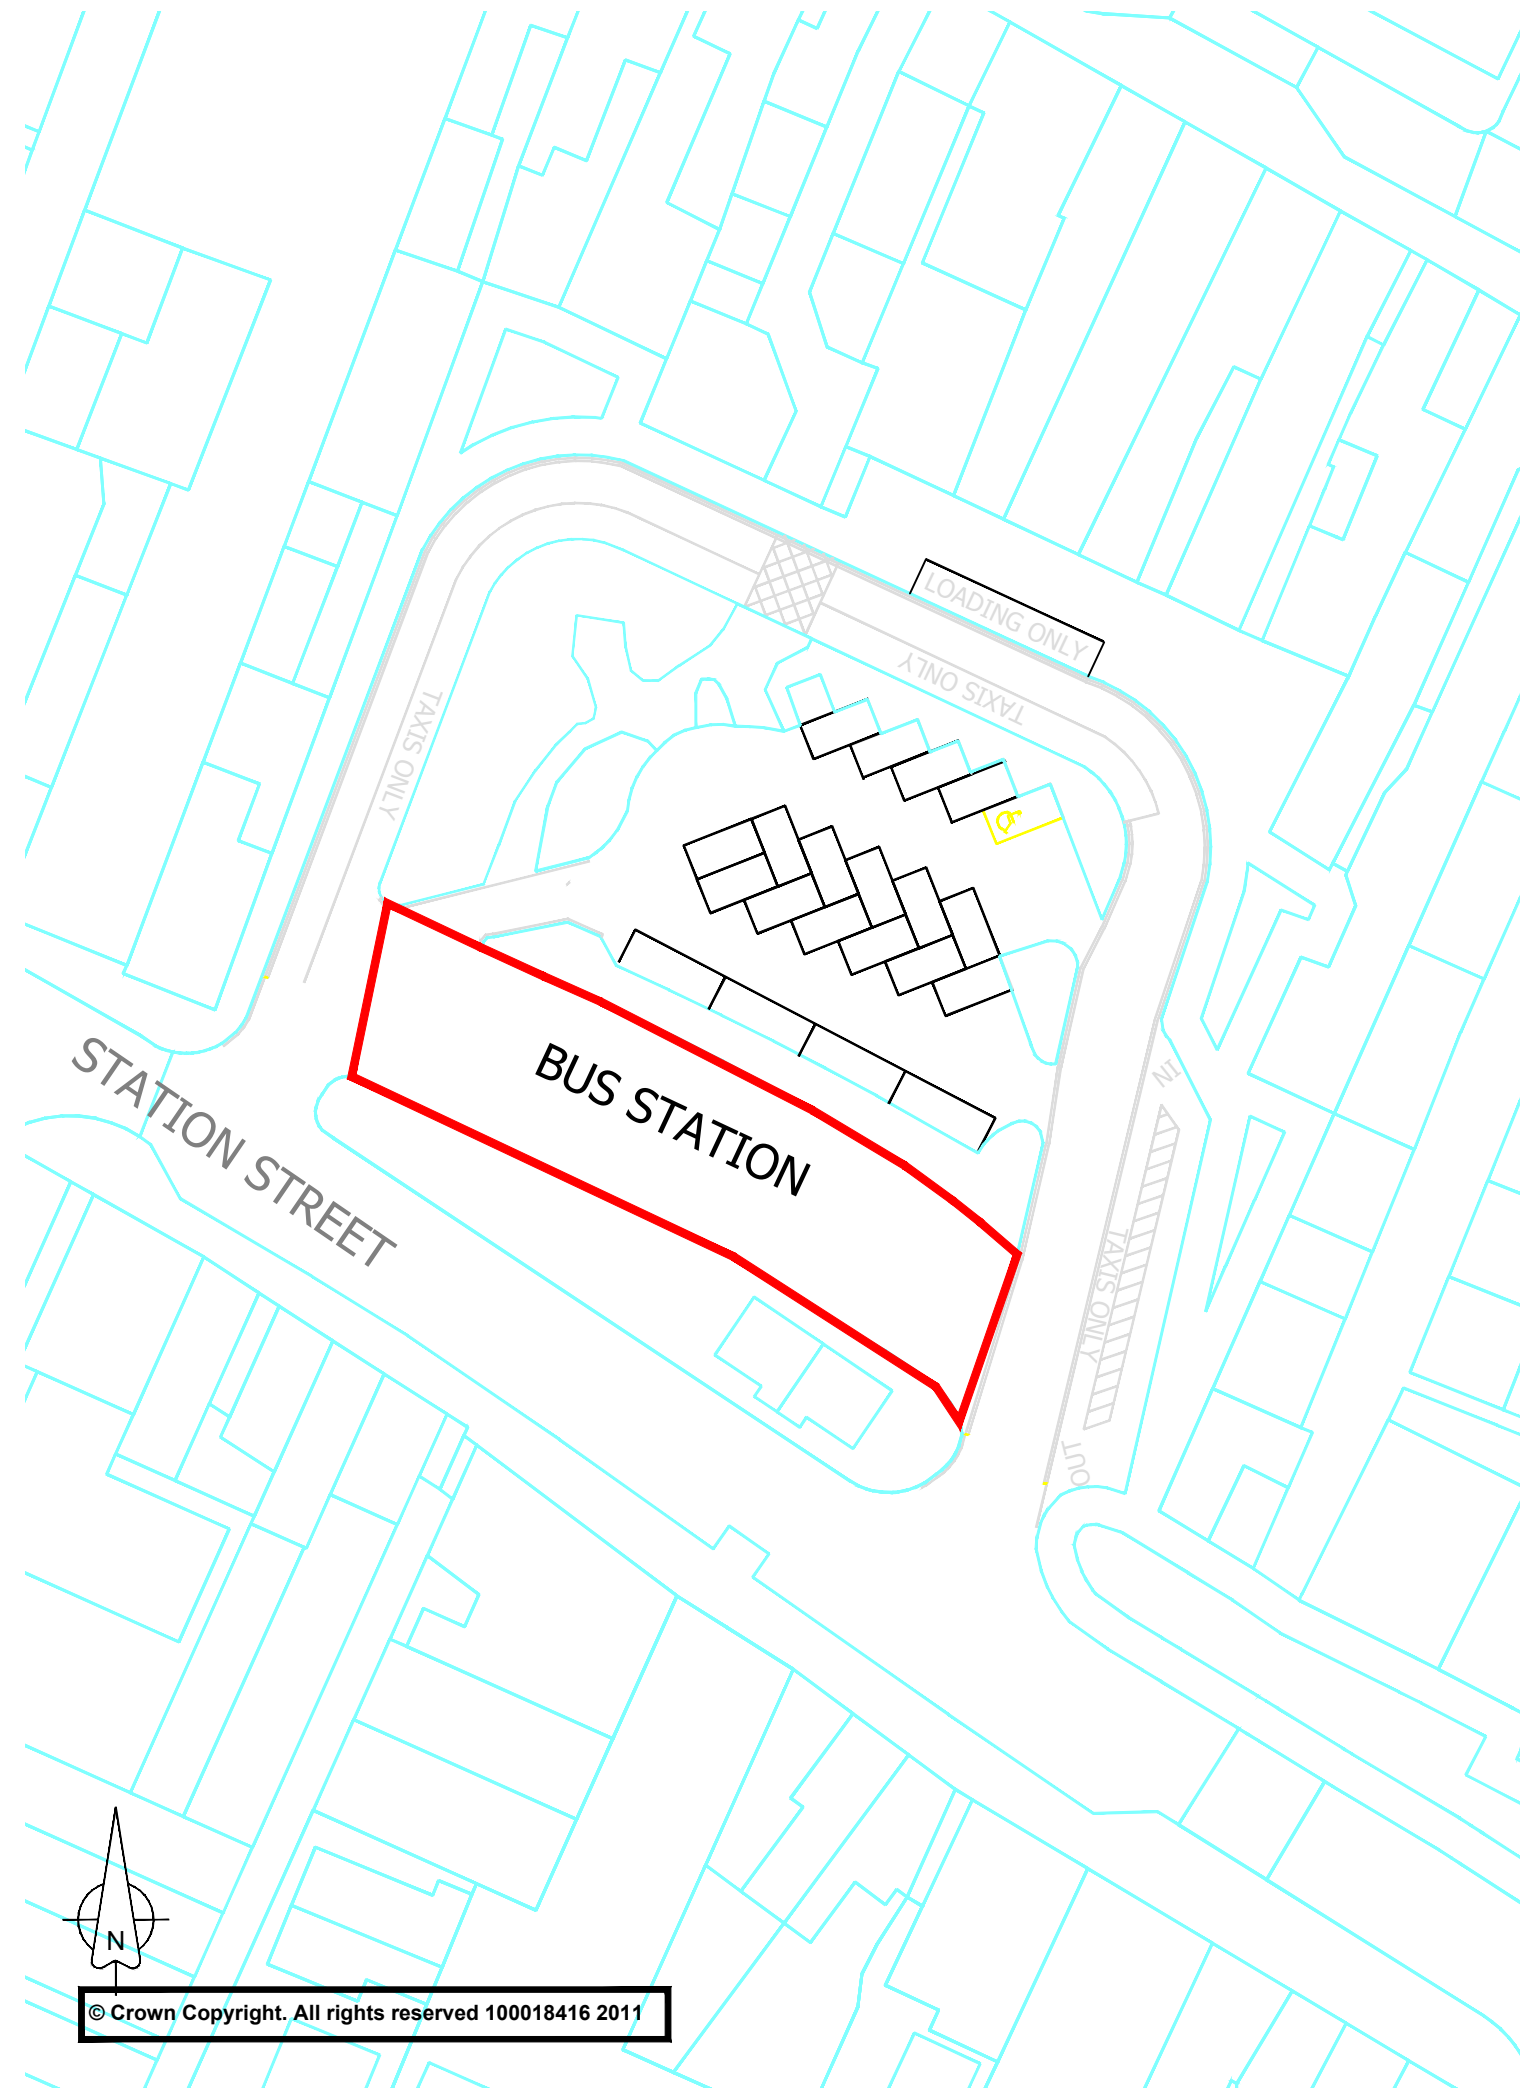 LOADING ONLY
TAXIS ONLY
TAXIS ONLY
BUS STATION
STATION STREET
IN
TAXIS ONLY
OUT
N
© Crown Copyright. All rights reserved 100018416 2011